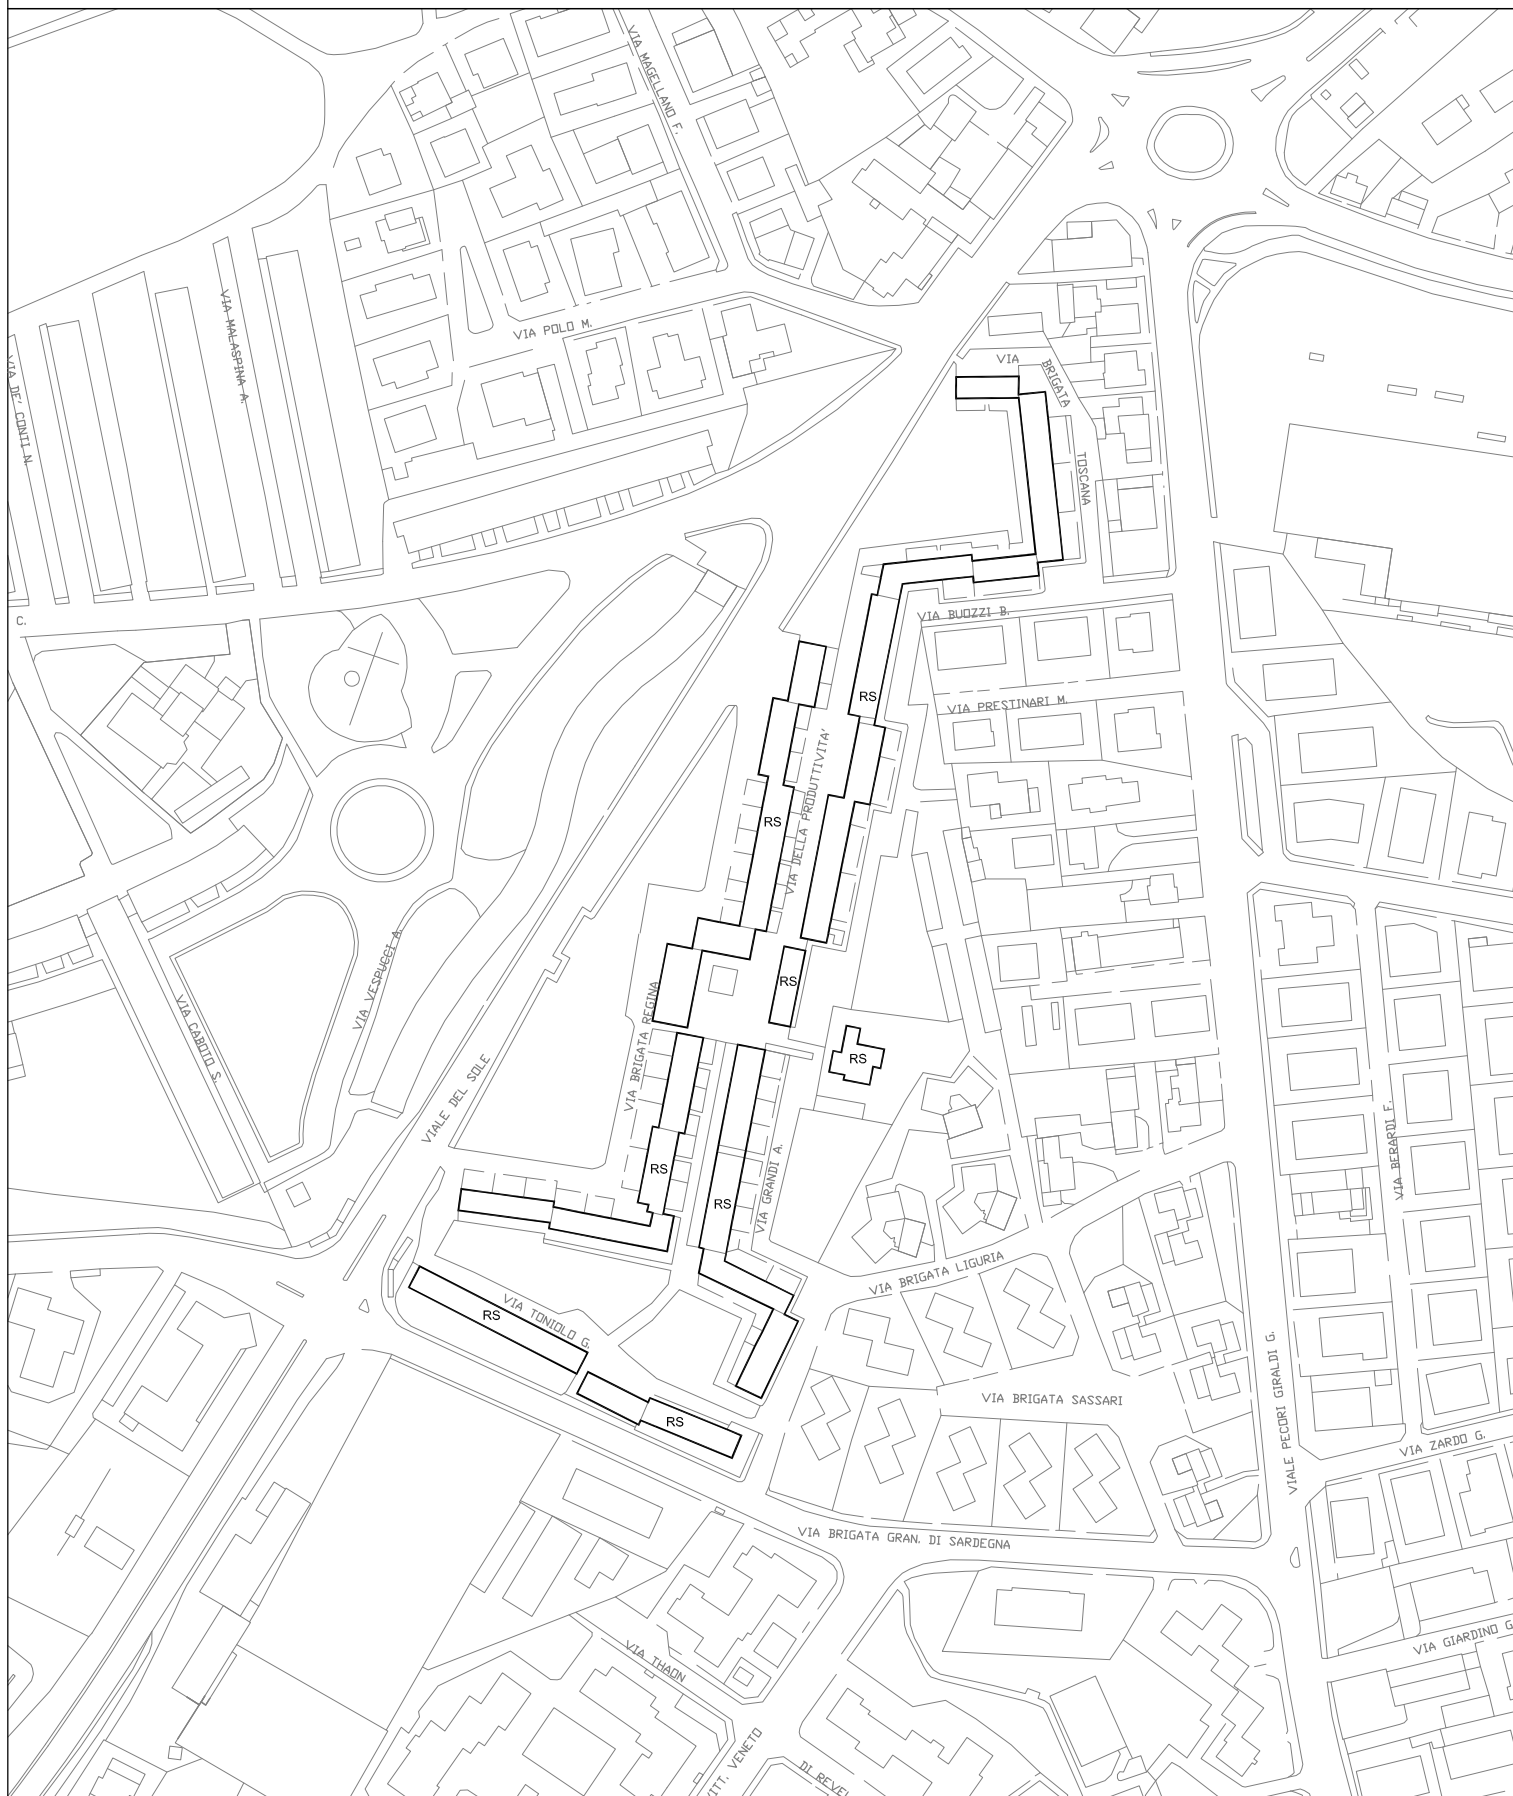 VIA MAGELLANO F.
VIA POLO M.
VIA MALASPINA A.
VIA DE' CONTI N.
VIA
BRIGATA
TOSCANA
C.
VIA BUOZZI B.
RS
VIA PRESTINARI M.
VIA DELLA PRODUTTIVITA'
RS
VIA VESPUCCI A.
RS
VIA CABOTO S.
VIA BRIGATA REGINA
RS
VIALE DEL SOLE
VIA BERARDI F.
RS
VIA GRANDI A.
RS
VIA BRIGATA LIGURIA
VIA TONIOLO G.
RS
VIA BRIGATA SASSARI
VIALE PECORI GIRALDI G.
RS
VIA ZARDO G.
VIA BRIGATA GRAN. DI SARDEGNA
VIA GIARDINO G
VIA THAON
VITT. VENETO
DI REVEL